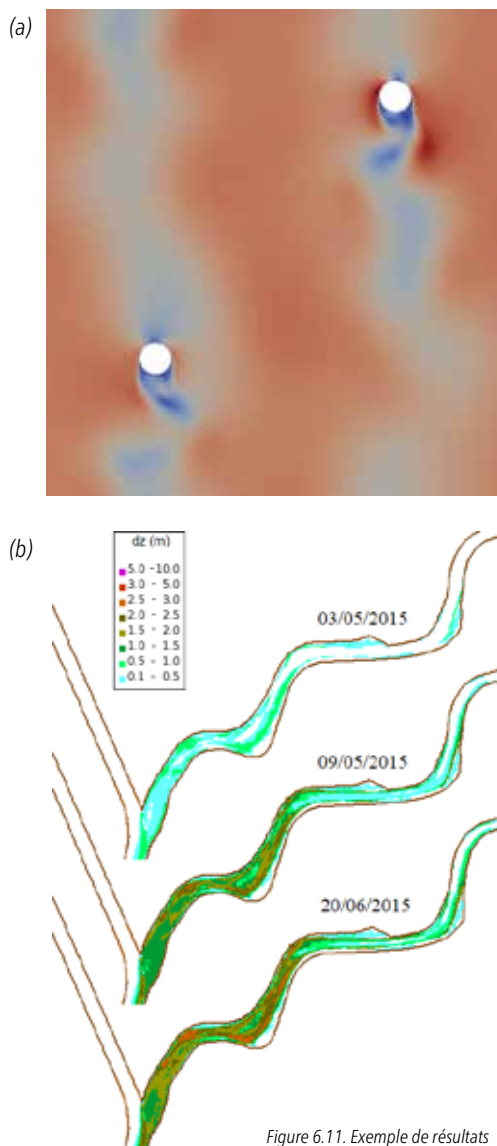 (a)
(b)
dz (m)
5.0 -10.0
3.0 - 5.0
2.5 - 3.0
2.0 - 2.5
1.5 - 2.0
1.0 - 1.5
0.5 - 1.0
0.1 - 0.5
03/05/2015
09/05/2015
20/06/2015
Figure 6.11. Exemple de résultats